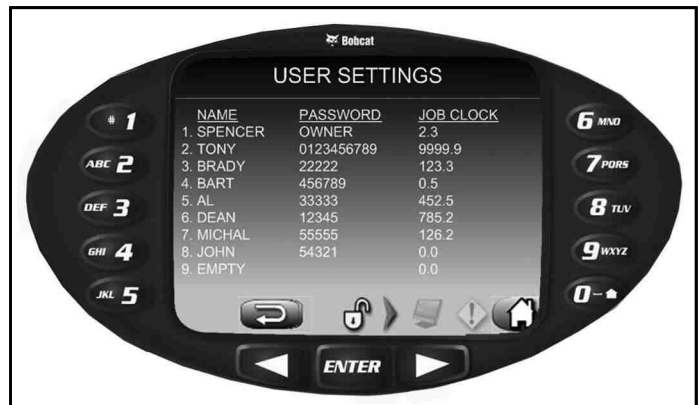 Bobcat
USER SETTINGS
NAME PASSWORD JOB CLOCK
1. SPENCER OWNER 2.3
2. TONY 0123456789 9999.9
3. BRADY 22222 123.3
4. BART 456789 0.5
5. AL 33333 452.5
6. DEAN 12345 785.2
7. MICHAL 55555 126.2
8. JOHN 54321 0.0
9. EMPTY 0.0
# 1
ABC 2
DEF 3
GHI 4
JKL 5
6 MNO
7 PQRS
8 TUV
9 WXYZ
0 -
ENTER